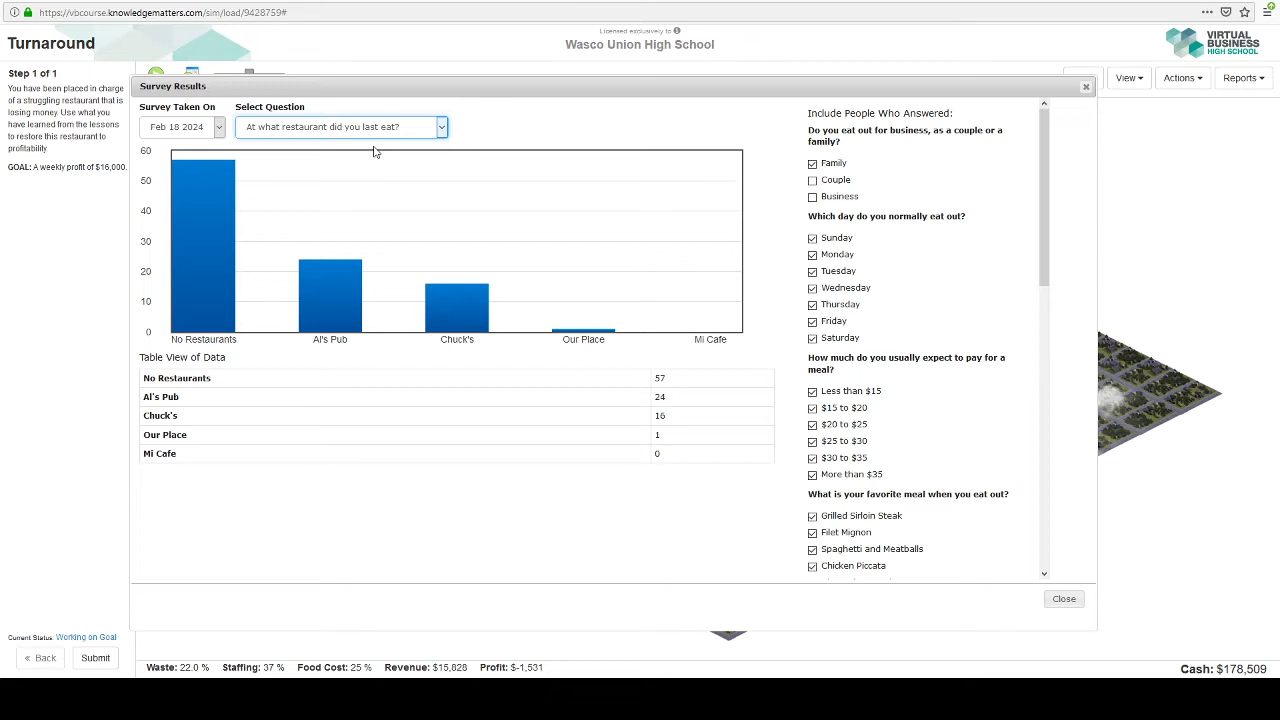 https://vbcourse.knowledgematters.com/sim/load/9428759#
Turnaround
Licensed exclusively to
Wasco Union High School
VIRTUAL
BUSINESS
HIGH SCHOOL
Step 1 of 1
You have been placed in charge
of a struggling restaurant that is
losing money. Use what you
have learned from the lessons
to restore this restaurant to
profitability.
GOAL: A weekly profit of $16,000.
View
Actions
Reports
Survey Results
Survey Taken On
Select Question
Feb 18 2024
At what restaurant did you last eat?
60
50
40
30
20
10
0
No Restaurants
Al's Pub
Chuck's
Our Place
Mi Cafe
Table View of Data
No Restaurants 57
Al's Pub 24
Chuck's 16
Our Place 1
Mi Cafe 0
Include People Who Answered:
Do you eat out for business, as a couple or a
family?
Family
Couple
Business
Which day do you normally eat out?
Sunday
Monday
Tuesday
Wednesday
Thursday
Friday
Saturday
How much do you usually expect to pay for a
meal?
Less than $15
$15 to $20
$20 to $25
$25 to $30
$30 to $35
More than $35
What is your favorite meal when you eat out?
Grilled Sirloin Steak
Filet Mignon
Spaghetti and Meatballs
Chicken Piccata
Close
Current Status: Working on Goal
« Back
Submit
Waste: 22.0 % Staffing: 37 % Food Cost: 25 % Revenue: $15,828 Profit: $-1,531
Cash: $178,509